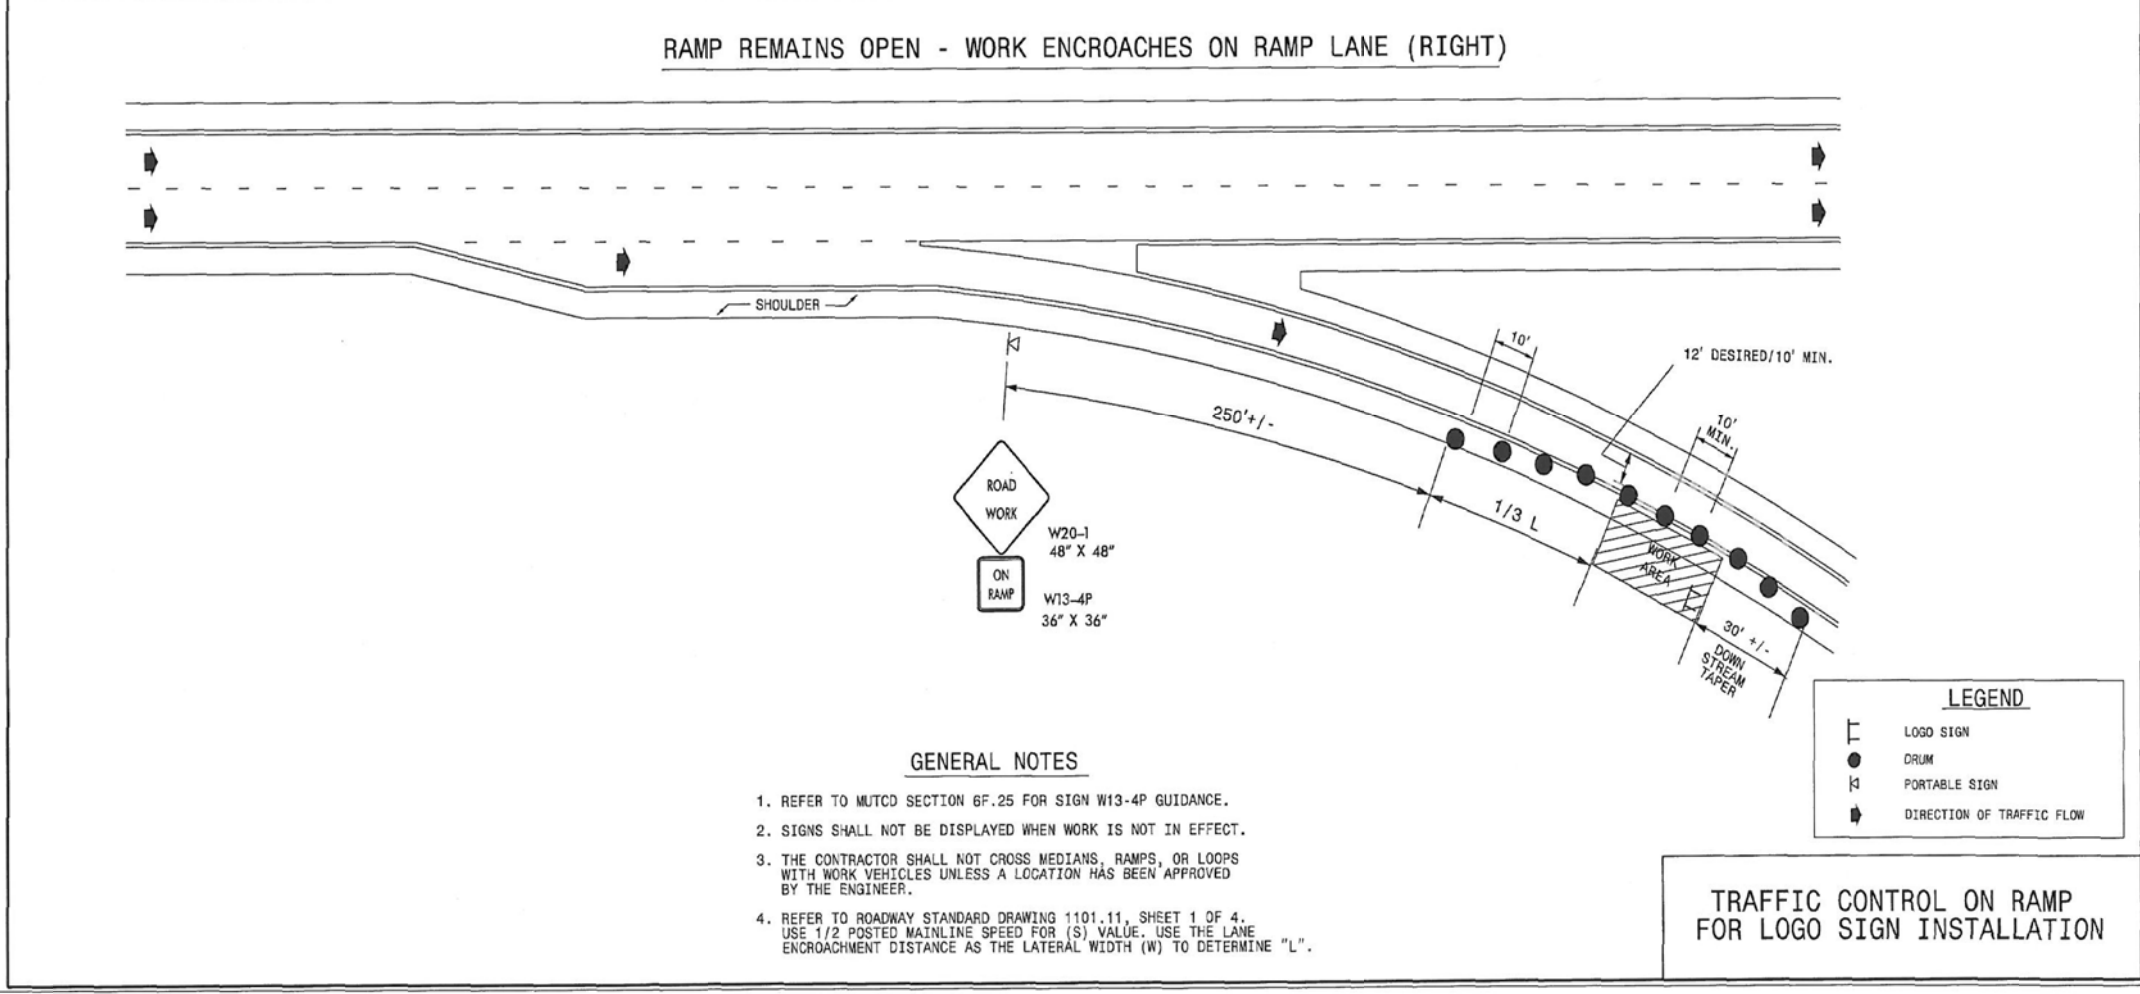 RAMP REMAINS OPEN - WORK ENCROACHES ON RAMP LANE (RIGHT)
SHOULDER
10'
12' DESIRED/10' MIN.
250'+/-
10'
MIN.
1/3 L
ROAD
WORK
W20-1
48" X 48"
ON
RAMP
W13-4P
36" X 36"
WORK
AREA
30' +/-
DOWN
STREAM
TAPER
LEGEND
LOGO SIGN
DRUM
PORTABLE SIGN
DIRECTION OF TRAFFIC FLOW
GENERAL NOTES
1. REFER TO MUTCD SECTION 6F.25 FOR SIGN W13-4P GUIDANCE.
2. SIGNS SHALL NOT BE DISPLAYED WHEN WORK IS NOT IN EFFECT.
3. THE CONTRACTOR SHALL NOT CROSS MEDIANS, RAMPS, OR LOOPS
WITH WORK VEHICLES UNLESS A LOCATION HAS BEEN APPROVED
BY THE ENGINEER.
4. REFER TO ROADWAY STANDARD DRAWING 1101.11, SHEET 1 OF 4.
USE 1/2 POSTED MAINLINE SPEED FOR (S) VALUE. USE THE LANE
ENCROACHMENT DISTANCE AS THE LATERAL WIDTH (W) TO DETERMINE "L".
TRAFFIC CONTROL ON RAMP
FOR LOGO SIGN INSTALLATION